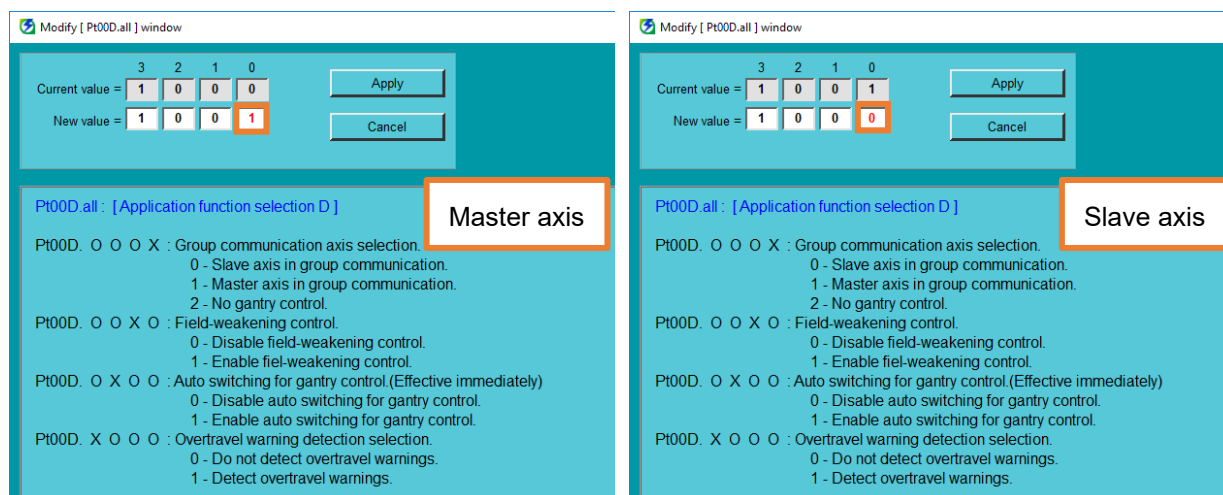 Modify [ Pt00D.all ] window
3 2 1 0
Current value = 1 0 0 0 Apply
New value = 1 0 0 1 Cancel
Master axis
Pt00D.all : [Application function selection D ]
Pt00D. O O O X : Group communication axis selection.
0 - Slave axis in group communication.
1 - Master axis in group communication.
2 - No gantry control.
Pt00D. O O X O : Field-weakening control.
0 - Disable field-weakening control.
1 - Enable fiel-weakening control.
Pt00D. O X O O : Auto switching for gantry control.(Effective immediately)
0 - Disable auto switching for gantry control.
1 - Enable auto switching for gantry control.
Pt00D. X O O O : Overtravel warning detection selection.
0 - Do not detect overtravel warnings.
1 - Detect overtravel warnings.
Modify [ Pt00D.all ] window
3 2 1 0
Current value = 1 0 0 1 Apply
New value = 1 0 0 0 Cancel
Slave axis
Pt00D.all : [Application function selection D ]
Pt00D. O O O X : Group communication axis selection.
0 - Slave axis in group communication.
1 - Master axis in group communication.
2 - No gantry control.
Pt00D. O O X O : Field-weakening control.
0 - Disable field-weakening control.
1 - Enable fiel-weakening control.
Pt00D. O X O O : Auto switching for gantry control.(Effective immediately)
0 - Disable auto switching for gantry control.
1 - Enable auto switching for gantry control.
Pt00D. X O O O : Overtravel warning detection selection.
0 - Do not detect overtravel warnings.
1 - Detect overtravel warnings.